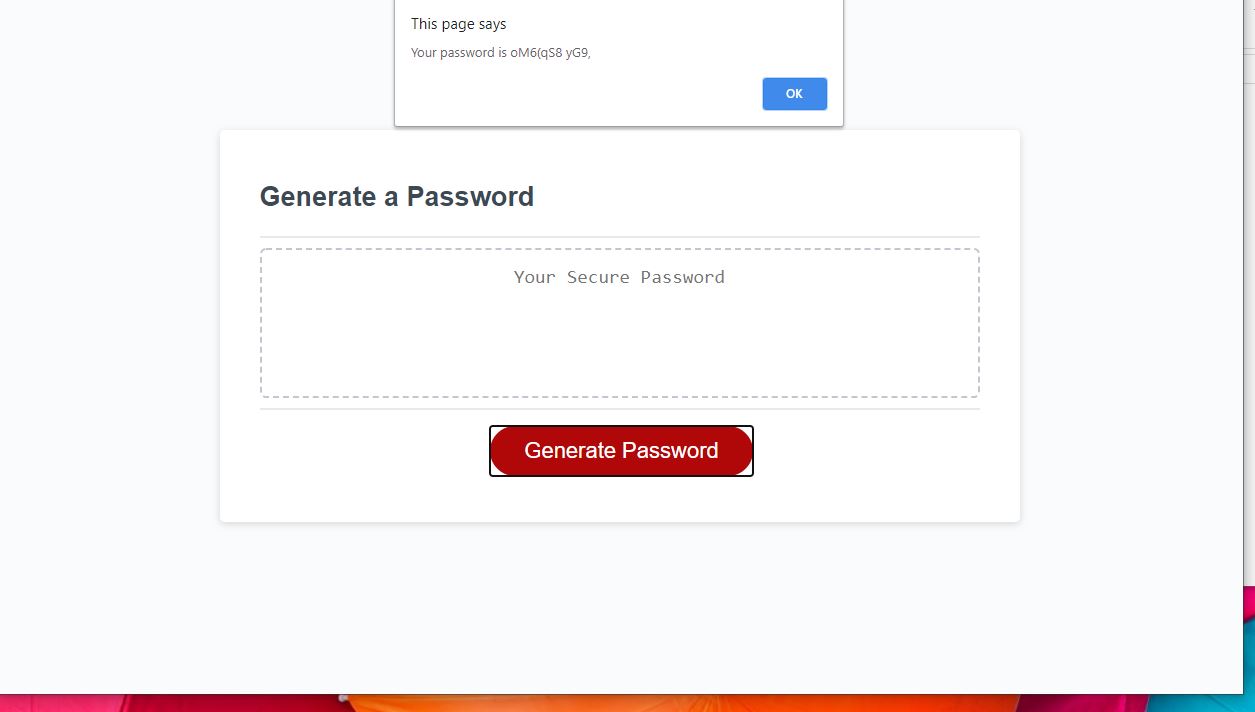 This page says
Your password is oM6(qS8 yG9,
OK
Generate a Password
Your Secure Password
Generate Password